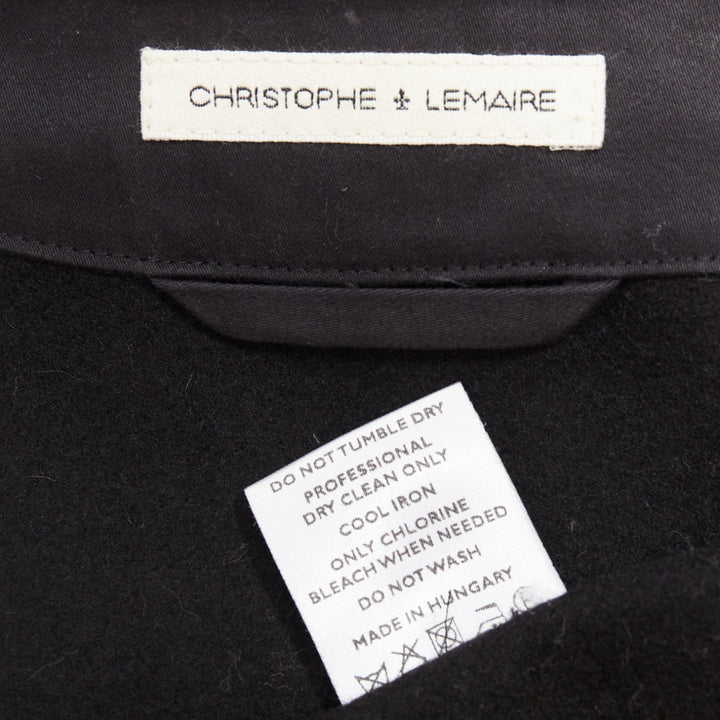 CHRISTOPHE LEMAIRE
DO NOT TUMBLE DRY
PROFESSIONAL
DRY CLEAN ONLY
COOL IRON
ONLY CHLORINE
BLEACH WHEN NEEDED
DO NOT WASH
MADE IN HUNGARY